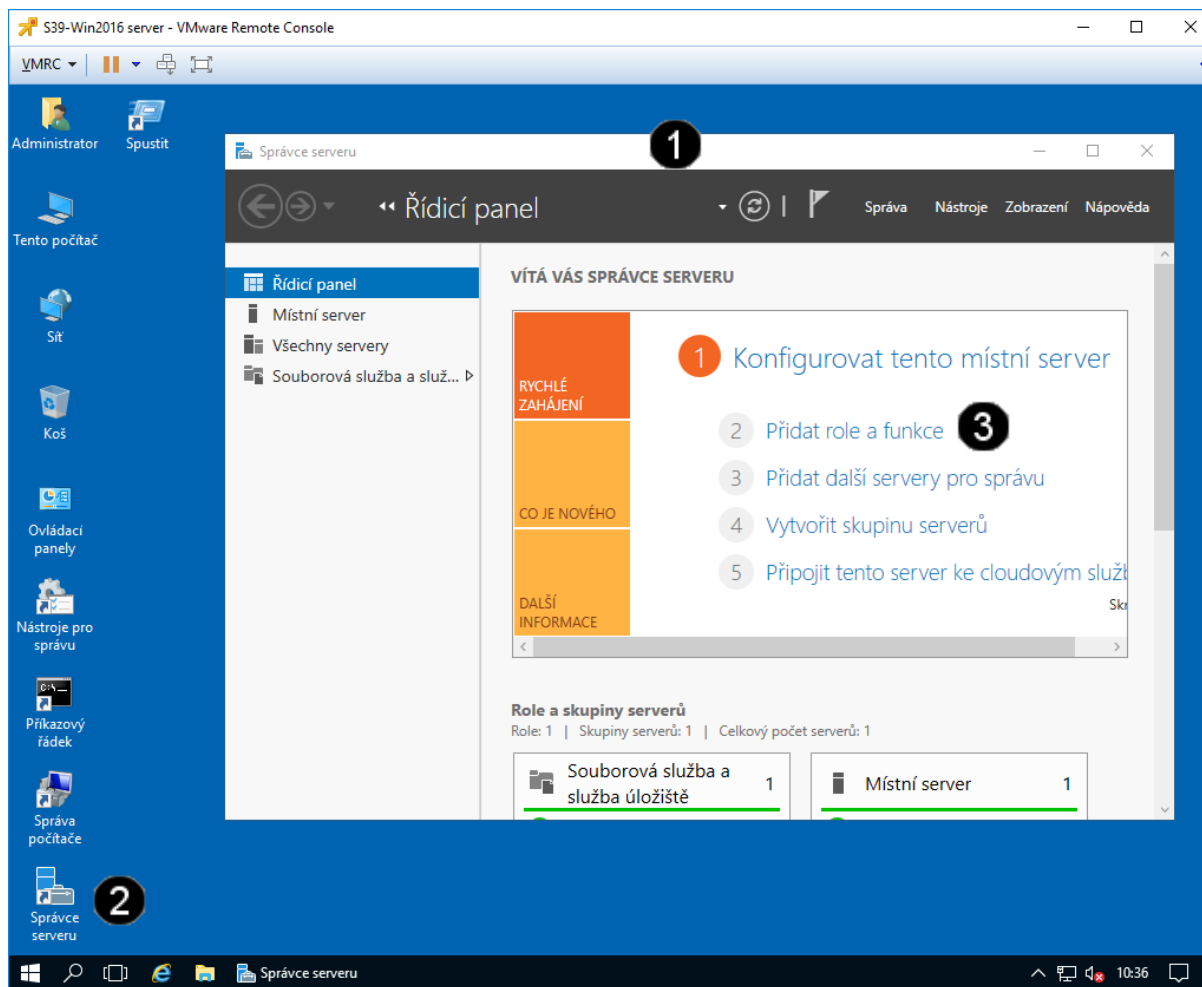 S39-Win2016 server - VMware Remote Console
VMRC
Administrator
Spustit
Tento počítač
Síť
Koš
Ovládací
panely
Nástroje pro
správu
Příkazový
řádek
Správa
počítače
Správce
serveru
2
Správce serveru
1
Řídicí panel
Správa
Nástroje
Zobrazení
Nápověda
Řídicí panel
Místní server
Všechny servery
Souborová služba a služ...
VÍTÁ VÁS SPRÁVCE SERVERU
RYCHLÉ
ZAHÁJENÍ
CO JE NOVÉHO
DALŠÍ
INFORMACE
1 Konfigurovat tento místní server
2 Přidat role a funkce
3
3 Přidat další servery pro správu
4 Vytvořit skupinu serverů
5 Připojit tento server ke cloudovým služ
Skr
Role a skupiny serverů
Role: 1 | Skupiny serverů: 1 | Celkový počet serverů: 1
Souborová služba a
služba úložiště
1
Místní server 1
Správce serveru
10:36